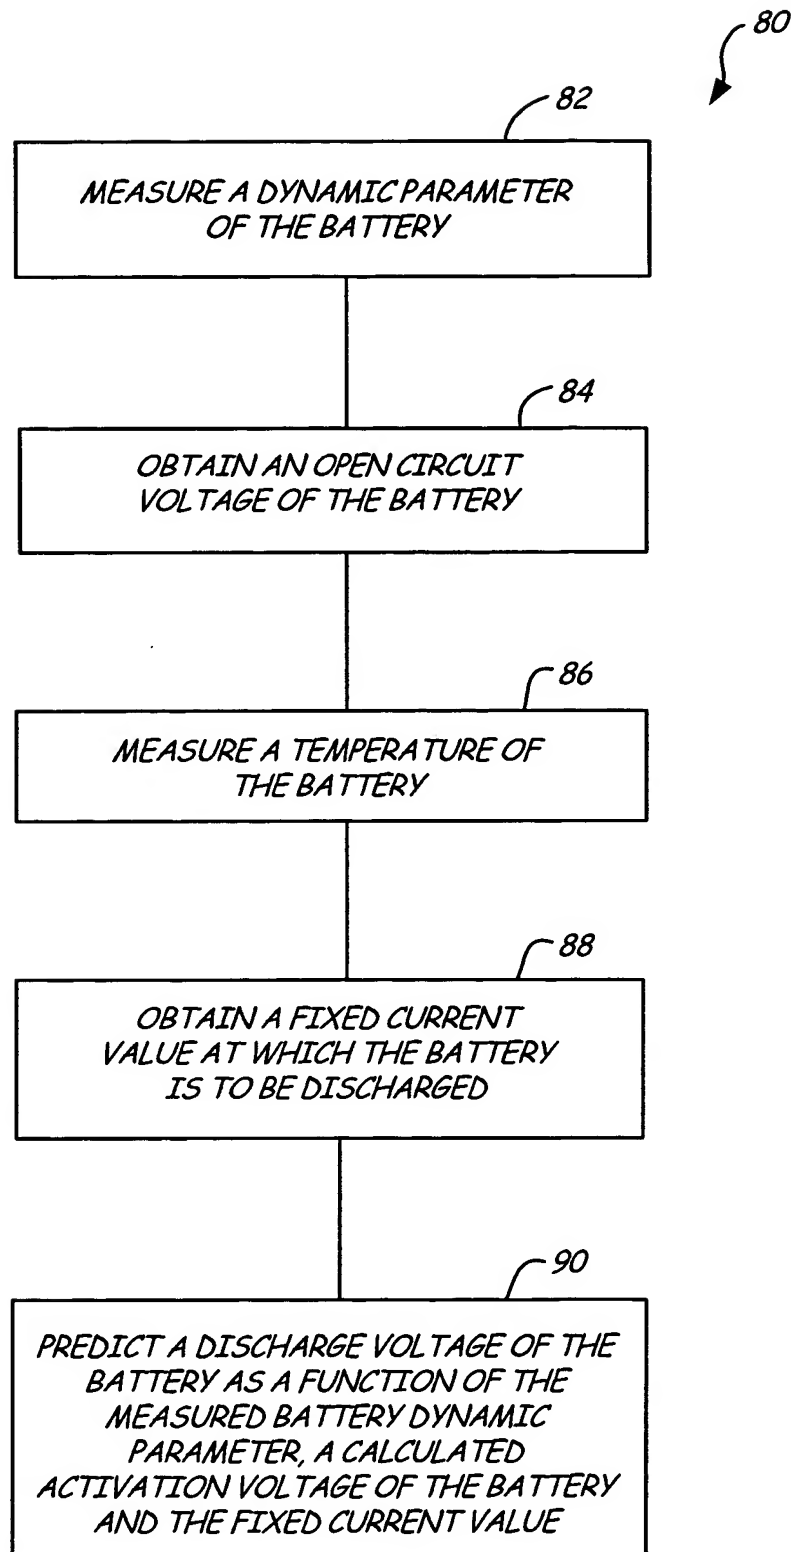 80
82
MEASURE A DYNAMIC PARAMETER
OF THE BATTERY
84
OBTAIN AN OPEN CIRCUIT
VOLTAGE OF THE BATTERY
86
MEASURE A TEMPERATURE OF
THE BATTERY
88
OBTAIN A FIXED CURRENT
VALUE AT WHICH THE BATTERY
IS TO BE DISCHARGED
90
PREDICT A DISCHARGE VOLTAGE OF THE
BATTERY AS A FUNCTION OF THE
MEASURED BATTERY DYNAMIC
PARAMETER, A CALCULATED
ACTIVATION VOLTAGE OF THE BATTERY
AND THE FIXED CURRENT VALUE